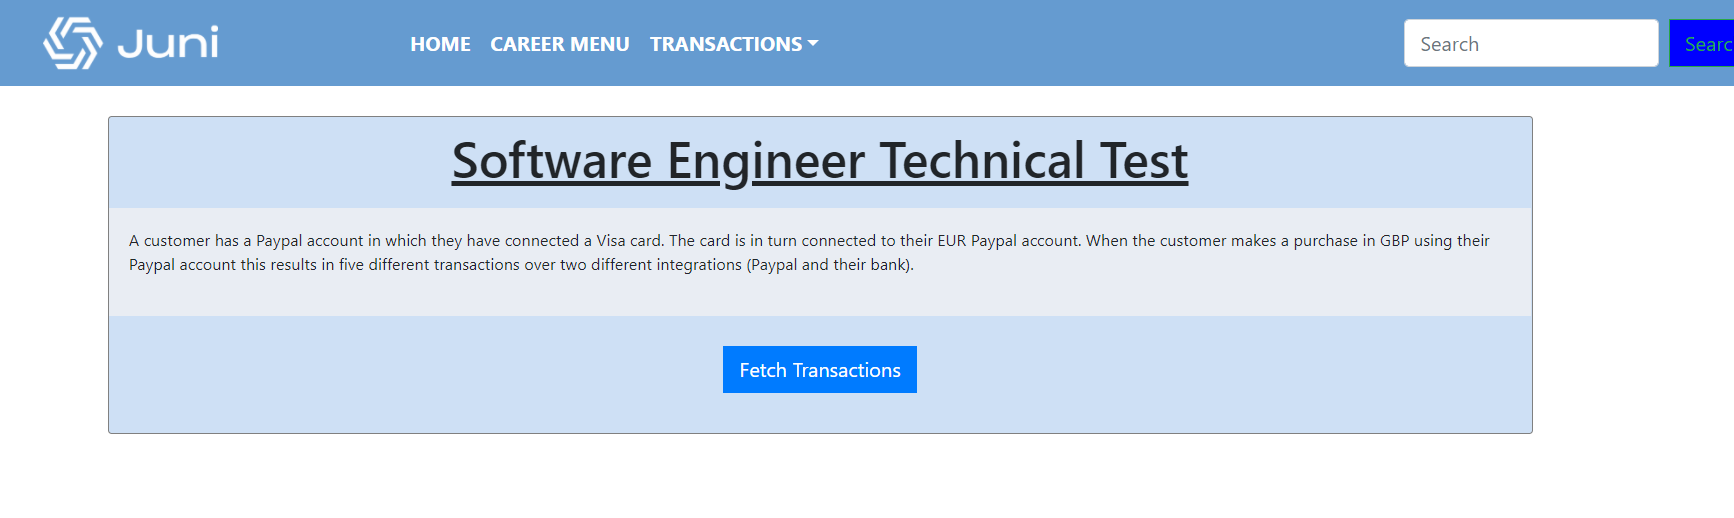 Juni
HOME CAREER MENU TRANSACTIONS
Search
Searc
Software Engineer Technical Test
A customer has a Paypal account in which they have connected a Visa card. The card is in turn connected to their EUR Paypal account. When the customer makes a purchase in GBP using their
Paypal account this results in five different transactions over two different integrations (Paypal and their bank).
Fetch Transactions